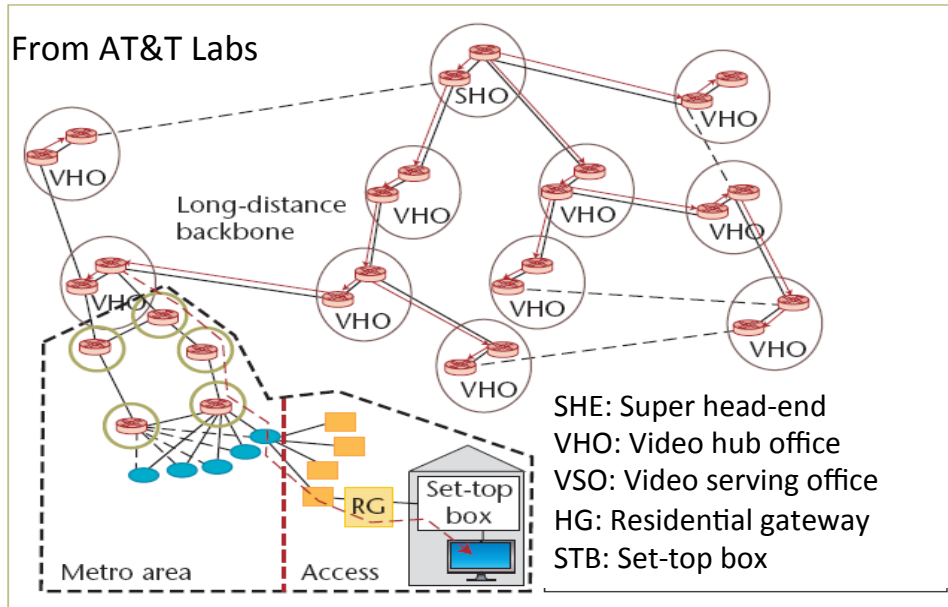 From AT&T Labs
SHO
VHO
VHO
VHO
VHO
VHO
Long-distance
backbone
VHO
VHO
VHO
VHO
VHO
SHE: Super head-end
VHO: Video hub office
VSO: Video serving office
HG: Residential gateway
STB: Set-top box
Set-top
box
RG
Metro area
Access